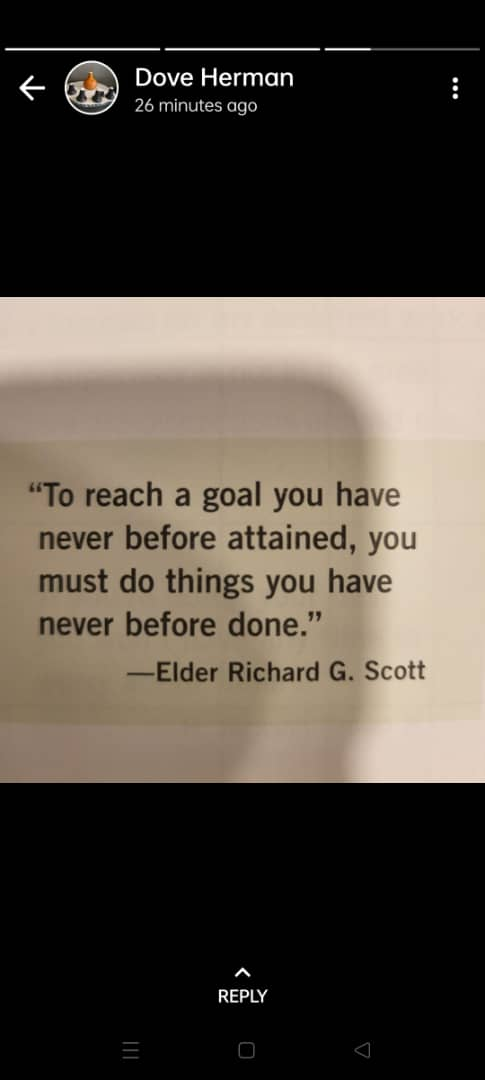 Dove Herman
26 minutes ago
“To reach a goal you have
never before attained, you
must do things you have
never before done.”
—Elder Richard G. Scott
REPLY